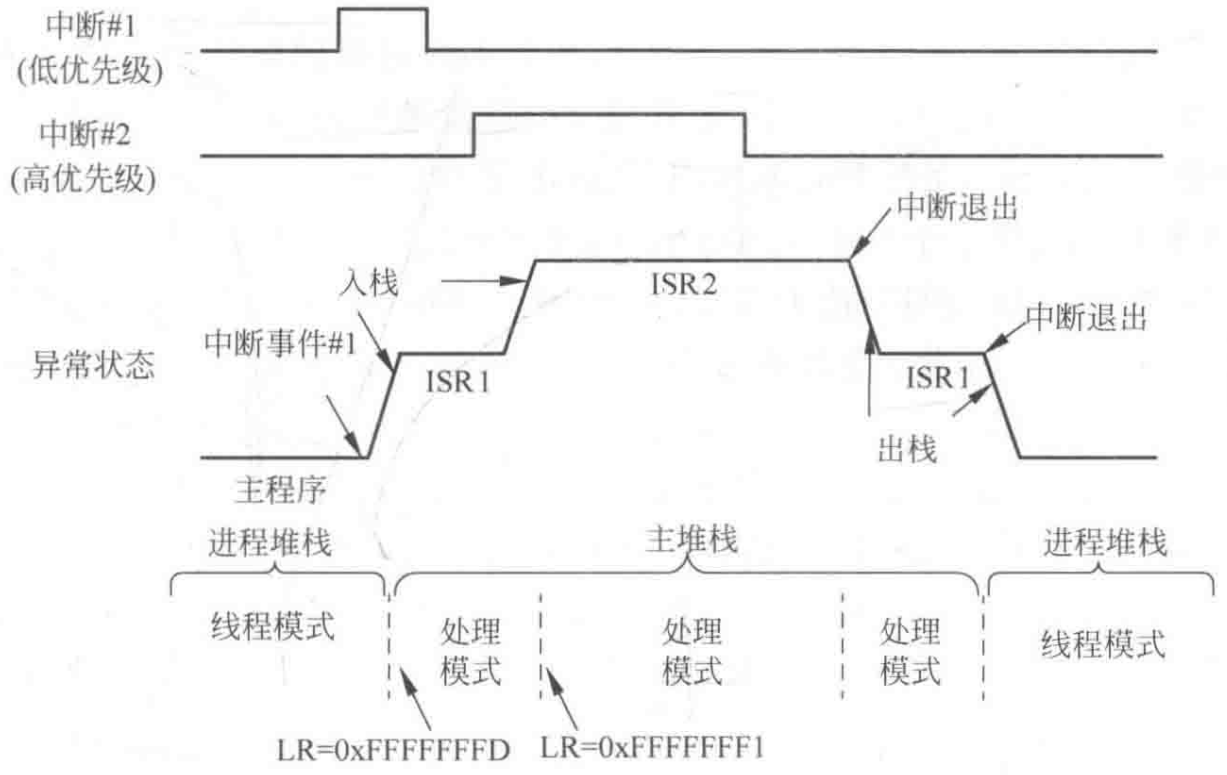 中断#1
(低优先级)
中断#2
(高优先级)
中断退出
入栈
ISR2
中断事件#1
中断退出
异常状态
ISR1
ISR1
出栈
主程序
进程堆栈
主堆栈
进程堆栈
线程模式
处理
模式
处理
模式
处理
模式
线程模式
LR=0xFFFFFFFD
LR=0xFFFFFFF1